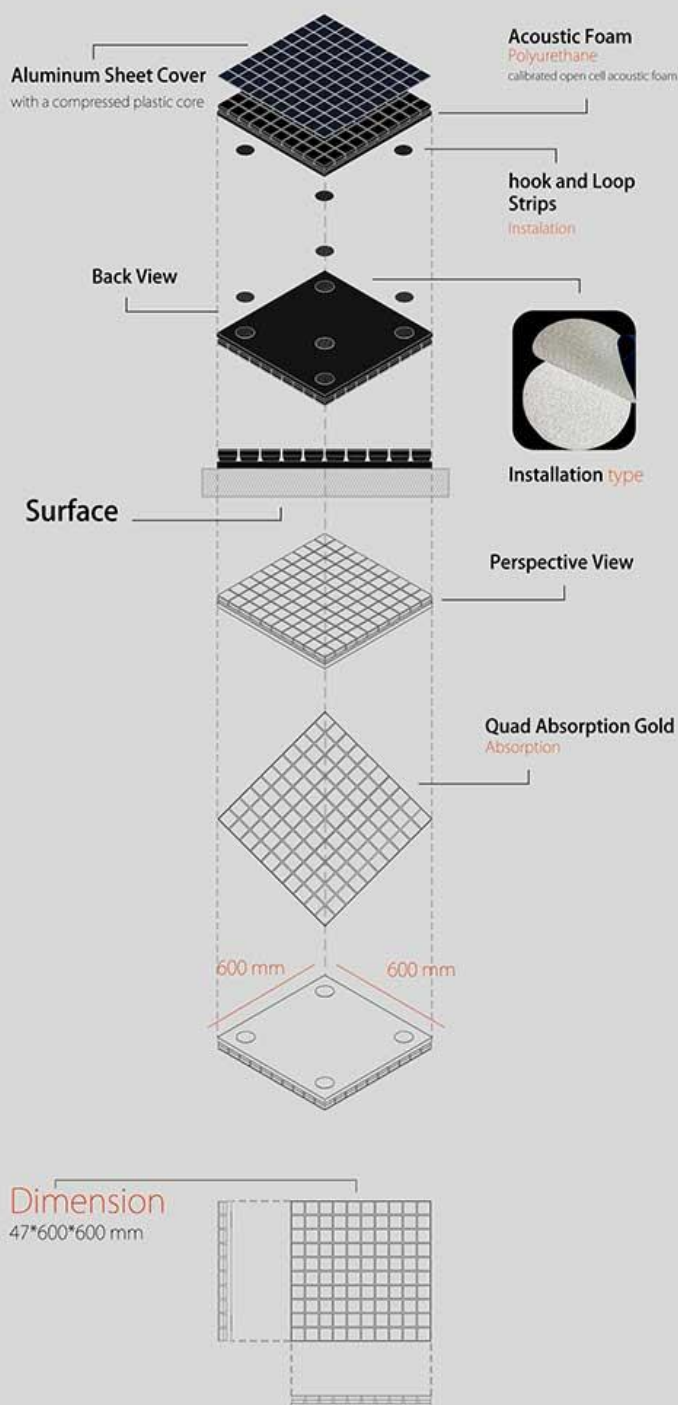 Aluminum Sheet Cover
with a compressed plastic core
Acoustic Foam
Polyurethane
calibrated open cell acoustic foam
hook and Loop
Strips
Instalation
Back View
Installation type
Surface
Perspective View
Quad Absorption Gold
Absorption
600 mm
600 mm
Dimension
47*600*600 mm